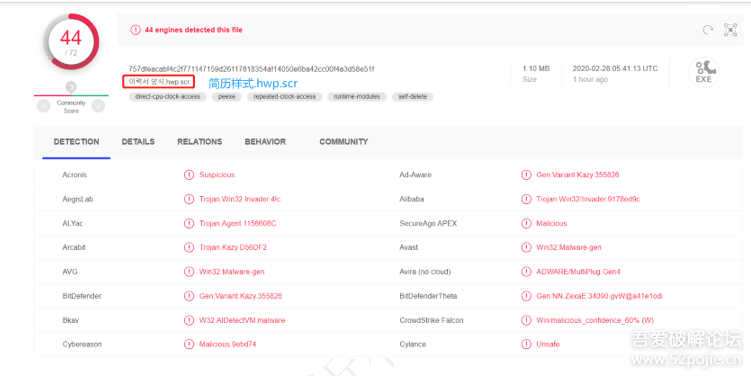 44 engines detected this file
44
/ 72
Community
Score
757dfeacabf4c2f771147159d26117818354af14050e6ba42cc00f4a3d58e51f
이력서 양식.hwp.scr
简历样式.hwp.scr
direct-cpu-clock-access peexe repeated-clock-access runtime-modules self-delete
1.10 MB
Size
2020-02-28 05:41:13 UTC
1 hour ago
EXE
DETECTION DETAILS RELATIONS BEHAVIOR COMMUNITY
Acronis Suspicious Ad-Aware Gen:Variant.Kazy.355826
AegisLab Trojan.Win32.Invader.4!c Alibaba Trojan:Win32/Invader.9178ed9c
ALYac Trojan.Agent.1156608C SecureAge APEX Malicious
Arcabit Trojan.Kazy.D56DF2 Avast Win32:Malware-gen
AVG Win32:Malware-gen Avira (no cloud) ADWARE/MultiPlug.Gen4
BitDefender Gen:Variant.Kazy.355826 BitDefenderTheta Gen:NN.ZexaE.34090.gvW@a41e1odi
Bkav W32.AIDetectVM.malware CrowdStrike Falcon Win/malicious_confidence_60% (W)
Cybereason Malicious.9ebd74 Cylance Unsafe
吾爱破解论坛
www.52pojie.cn